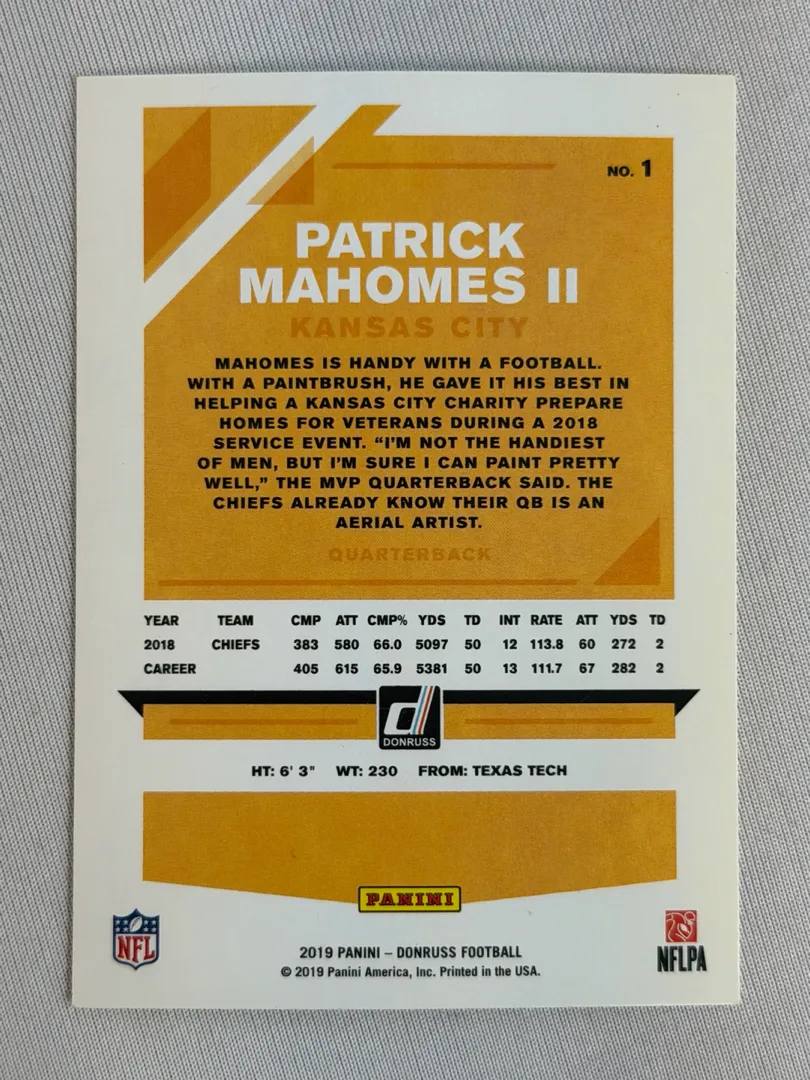 NO. 1
PATRICK
MAHOMES II
KANSAS CITY
MAHOMES IS HANDY WITH A FOOTBALL.
WITH A PAINTBRUSH, HE GAVE IT HIS BEST IN
HELPING A KANSAS CITY CHARITY PREPARE
HOMES FOR VETERANS DURING A 2018
SERVICE EVENT. “I’M NOT THE HANDIEST
OF MEN, BUT I’M SURE I CAN PAINT PRETTY
WELL,” THE MVP QUARTERBACK SAID. THE
CHIEFS ALREADY KNOW THEIR QB IS AN
AERIAL ARTIST.
QUARTERBACK
YEAR TEAM CMP ATT CMP% YDS TD INT RATE ATT YDS TD
2018 CHIEFS 383 580 66.0 5097 50 12 113.8 60 272 2
CAREER 405 615 65.9 5381 50 13 111.7 67 282 2
d
DONRUSS
HT: 6' 3" WT: 230 FROM: TEXAS TECH
PANINI
NFL
NFLPA
2019 PANINI – DONRUSS FOOTBALL
© 2019 Panini America, Inc. Printed in the USA.